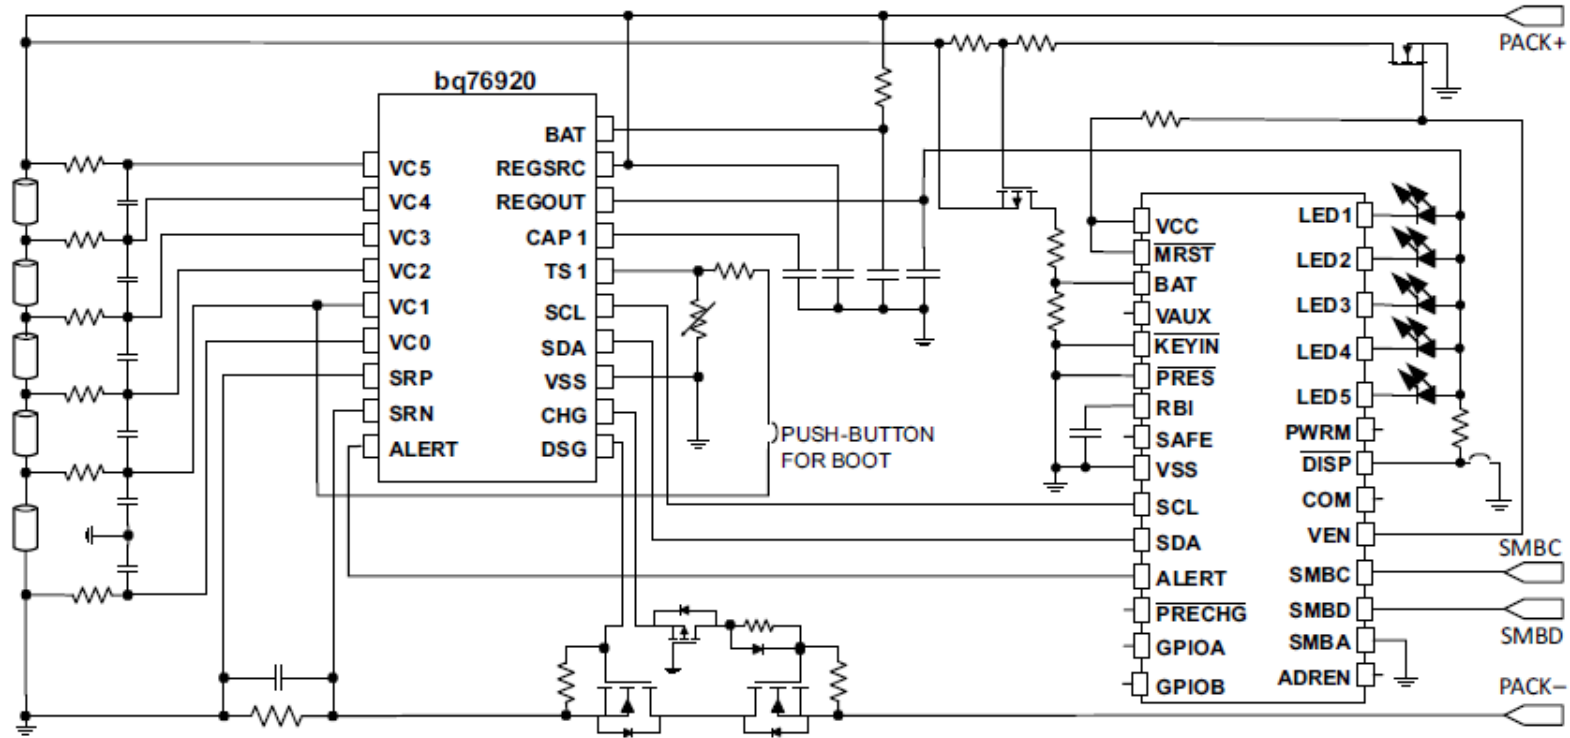 PACK+
bq76920
BAT
VC5
REGSRC
VC4
REGOUT
VC3
CAP 1
VC2
TS 1
VC1
SCL
VC0
SDA
SRP
VSS
SRN
CHG
ALERT
DSG
PUSH-BUTTON
FOR BOOT
VCC
MRST
BAT
VAUX
KEYIN
PRES
RBI
SAFE
VSS
SCL
SDA
ALERT
PRECHG
GPIOA
GPIOB
LED1
LED2
LED3
LED4
LED5
PWRM
DISP
COM
VEN
SMBC
SMBD
SMBA
ADREN
SMBC
SMBD
PACK–